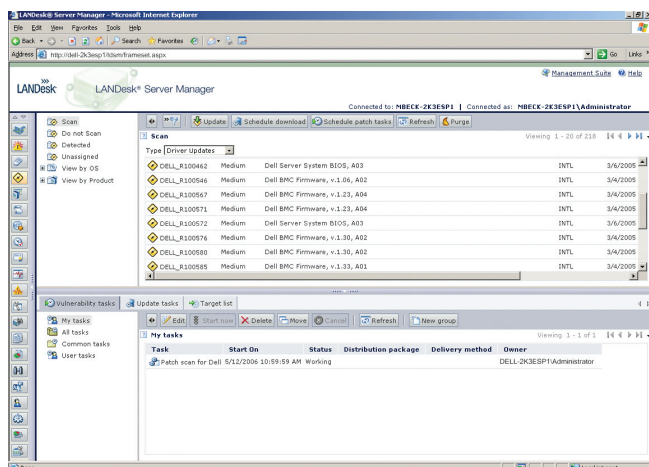 LANDesk® Server Manager - Microsoft Internet Explorer
File Edit View Favorites Tools Help
Back Search Favorites
Address http://dell-2k3esp1/ldsm/frameset.aspx Go Links
Management Suite Help
LANDesk LANDesk® Server Manager
Connected to: MBECK-2K3ESP1 | Connected as: MBECK-2K3ESP1\Administrator
Scan
Do not Scan
Detected
Unassigned
View by OS
View by Product
Update Schedule download Schedule patch tasks Refresh Purge
Scan Viewing 1 - 20 of 218
Type Driver Updates
DELL_R100462 Medium Dell Server System BIOS, A03 INTL 3/6/2005
DELL_R100546 Medium Dell BMC Firmware, v.1.06, A02 INTL 3/4/2005
DELL_R100567 Medium Dell BMC Firmware, v.1.23, A04 INTL 3/4/2005
DELL_R100571 Medium Dell BMC Firmware, v.1.23, A04 INTL 3/4/2005
DELL_R100572 Medium Dell Server System BIOS, A03 INTL 3/6/2005
DELL_R100576 Medium Dell BMC Firmware, v.1.30, A02 INTL 3/4/2005
DELL_R100580 Medium Dell BMC Firmware, v.1.30, A02 INTL 3/4/2005
DELL_R100585 Medium Dell BMC Firmware, v.1.33, A01 INTL 3/4/2005
Vulnerability tasks Update tasks Target list
My tasks
All tasks
Common tasks
User tasks
Edit Start now Delete Move Cancel Refresh New group
My tasks Viewing 1 - 1 of 1
Task Start On Status Distribution package Delivery method Owner
Patch scan for Dell 5/12/2006 10:59:59 AM Working DELL-2K3ESP1\Administrator